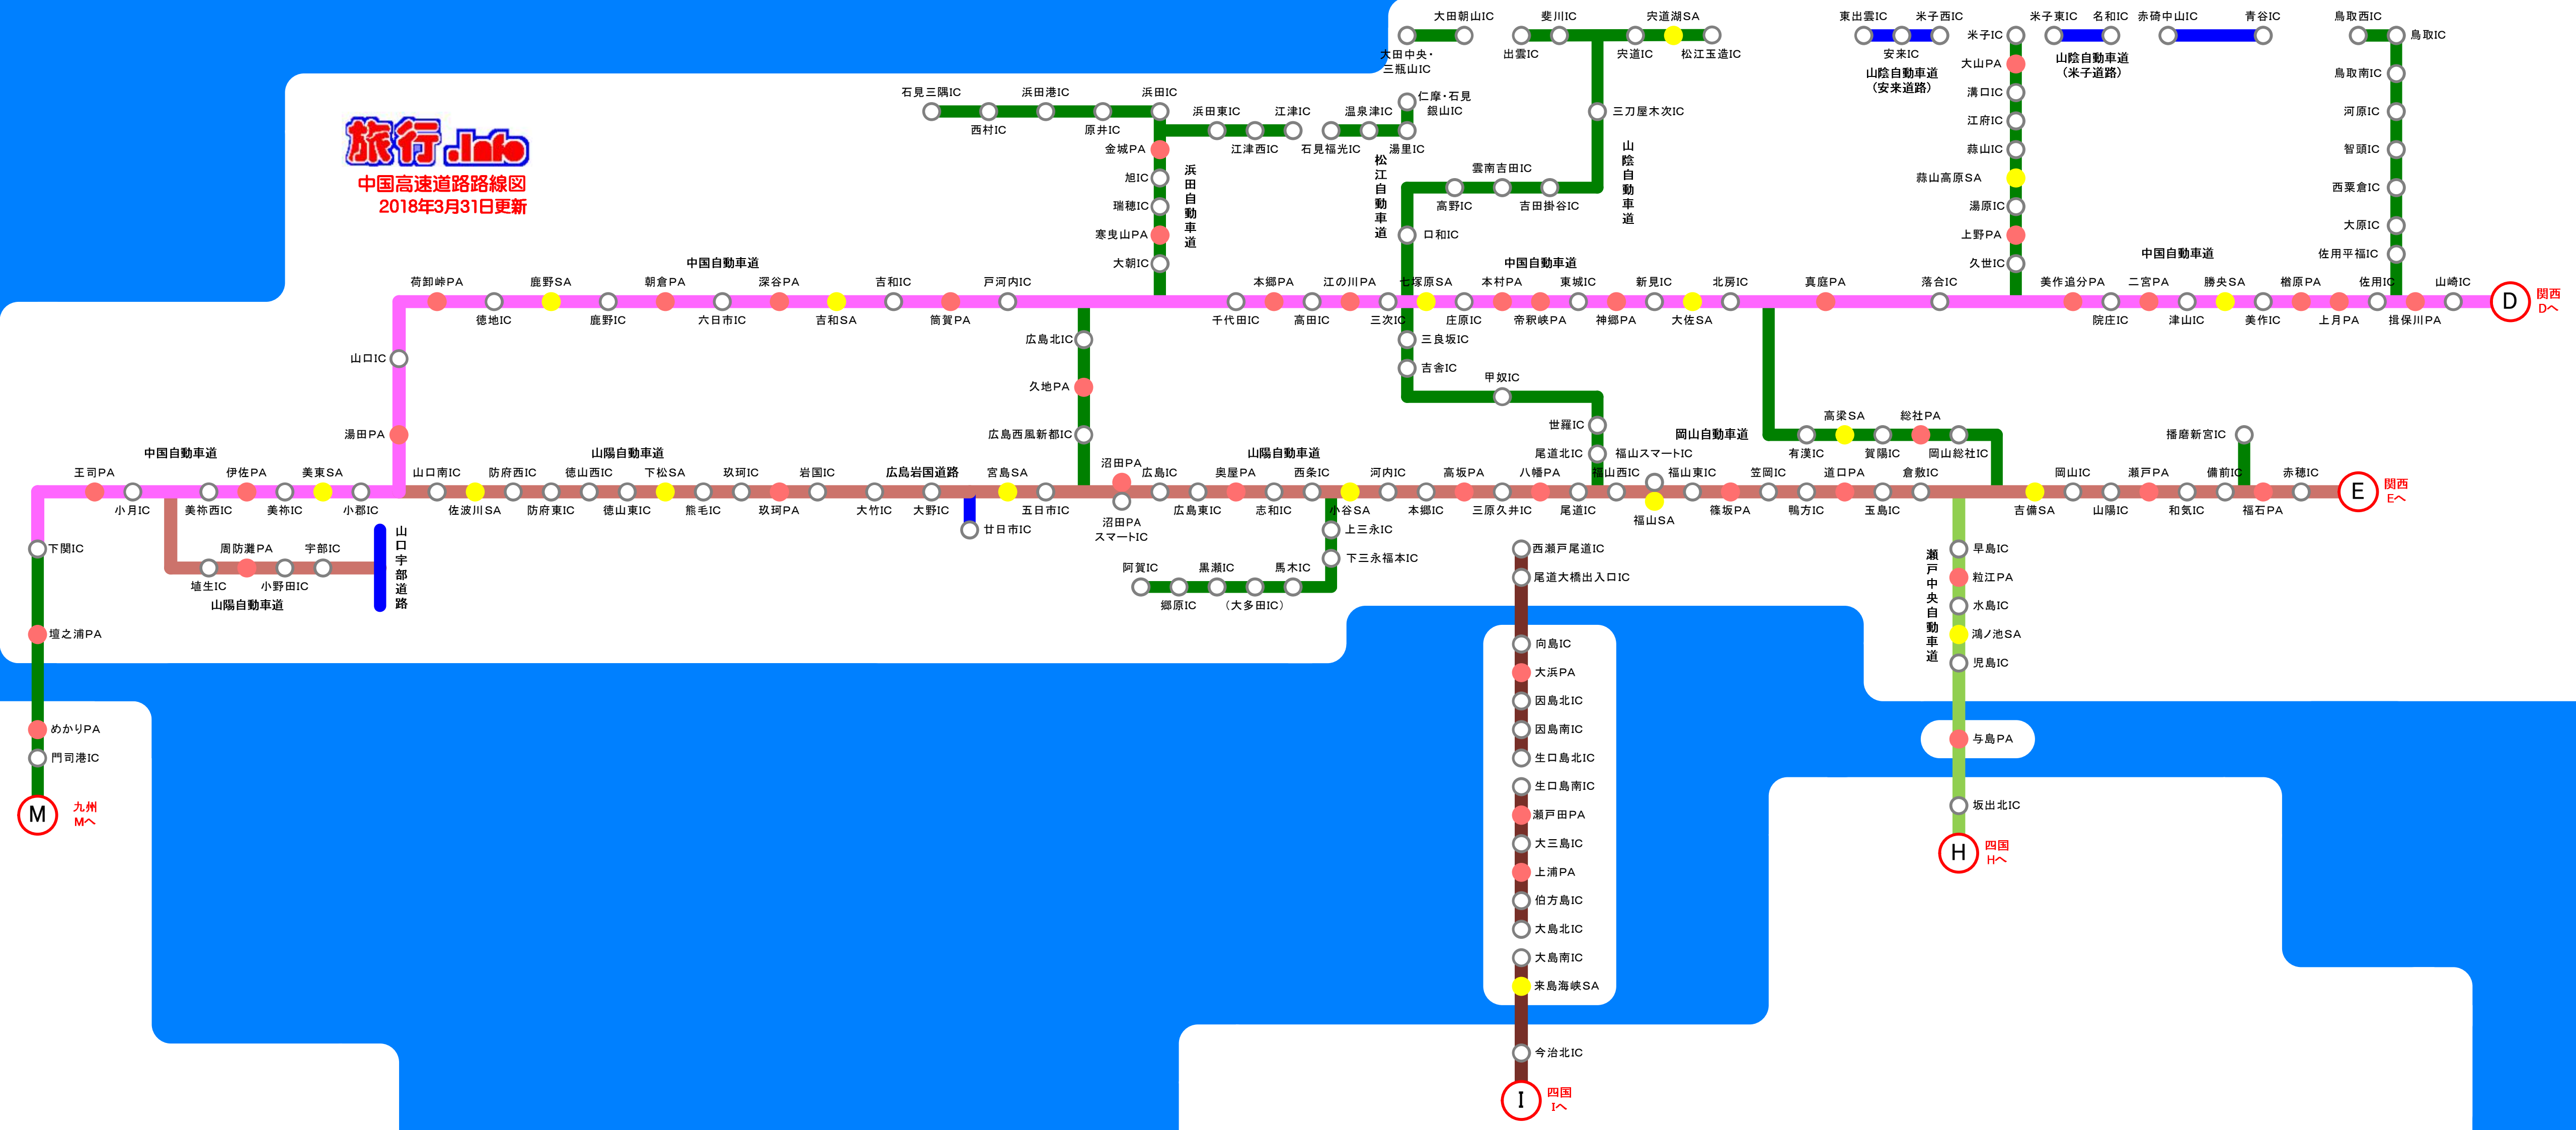 旅行.Info
中国高速道路路線図
2018年3月31日更新
大田朝山IC
斐川IC
宍道湖SA
東出雲IC
米子西IC
米子IC
米子東IC
名和IC
赤碕中山IC
青谷IC
鳥取西IC
鳥取IC
大田中央・
三瓶山IC
出雲IC
宍道IC
松江玉造IC
安来IC
山陰自動車道
（安来道路）
大山PA
山陰自動車道
（米子道路）
鳥取南IC
石見三隅IC
浜田港IC
浜田IC
西村IC
原井IC
浜田東IC
江津IC
江津西IC
温泉津IC
仁摩・石見
銀山IC
石見福光IC
湯里IC
三刀屋木次IC
溝口IC
江府IC
河原IC
金城PA
旭IC
瑞穂IC
寒曳山PA
大朝IC
浜田自動車道
松江自動車道
雲南吉田IC
高野IC
吉田掛谷IC
口和IC
山陰自動車道
蒜山IC
蒜山高原SA
湯原IC
上野PA
久世IC
智頭IC
西粟倉IC
大原IC
佐用平福IC
中国自動車道
中国自動車道
中国自動車道
荷卸峠PA
徳地IC
鹿野SA
鹿野IC
朝倉PA
六日市IC
深谷PA
吉和SA
吉和IC
筒賀PA
戸河内IC
千代田IC
本郷PA
高田IC
江の川PA
三次IC
七塚原SA
庄原IC
本村PA
帝釈峡PA
東城IC
神郷PA
新見IC
大佐SA
北房IC
真庭PA
落合IC
美作追分PA
院庄IC
二宮PA
津山IC
勝央SA
美作IC
楢原PA
上月PA
佐用IC
揖保川PA
山崎IC
D
関西
Dへ
山口IC
湯田PA
広島北IC
久地PA
広島西風新都IC
三良坂IC
吉舎IC
甲奴IC
世羅IC
尾道北IC
岡山自動車道
有漢IC
高梁SA
賀陽IC
総社PA
岡山総社IC
播磨新宮IC
中国自動車道
王司PA
小月IC
美祢西IC
伊佐PA
美祢IC
美東SA
小郡IC
山陽自動車道
山口南IC
佐波川SA
防府西IC
防府東IC
徳山西IC
徳山東IC
下松SA
熊毛IC
玖珂IC
玖珂PA
岩国IC
大竹IC
広島岩国道路
大野IC
廿日市IC
宮島SA
五日市IC
沼田PA
沼田PA
スマートIC
広島IC
広島東IC
奥屋PA
志和IC
山陽自動車道
西条IC
小谷SA
河内IC
本郷IC
高坂PA
三原久井IC
八幡PA
尾道IC
福山西IC
福山スマートIC
福山SA
福山東IC
篠坂PA
笠岡IC
鴨方IC
道口PA
玉島IC
倉敷IC
吉備SA
岡山IC
山陽IC
瀬戸PA
和気IC
備前IC
福石PA
赤穂IC
E
関西
Eへ
下関IC
壇之浦PA
めかりPA
門司港IC
M
九州
Mへ
埴生IC
周防灘PA
小野田IC
宇部IC
山陽自動車道
山口宇部道路
上三永IC
下三永福本IC
阿賀IC
郷原IC
黒瀬IC
（大多田IC）
馬木IC
西瀬戸尾道IC
尾道大橋出入口IC
向島IC
大浜PA
因島北IC
因島南IC
生口島北IC
生口島南IC
瀬戸田PA
大三島IC
上浦PA
伯方島IC
大島北IC
大島南IC
来島海峡SA
今治北IC
I
四国
Iへ
瀬戸中央自動車道
早島IC
粒江PA
水島IC
鴻ノ池SA
児島IC
与島PA
坂出北IC
H
四国
Hへ